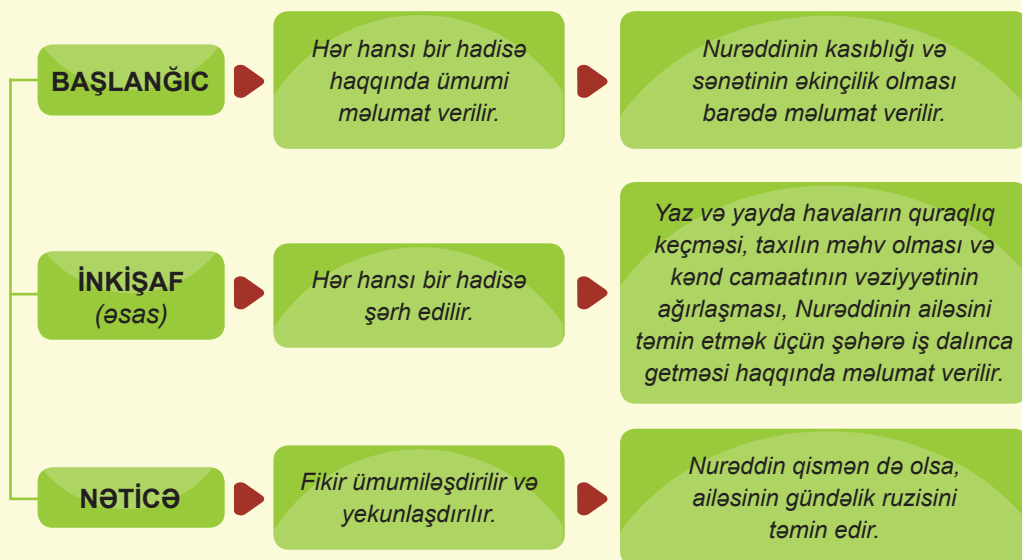 BAŞLANĞIC
Hər hansı bir hadisə
haqqında ümumi
məlumat verilir.
Nurəddinin kasıblığı və
sənətinin əkinçilik olması
barədə məlumat verilir.
İNKİŞAF
(əsas)
Hər hansı bir hadisə
şərh edilir.
Yaz və yayda havaların quraqlıq
keçməsi, taxılın məhv olması və
kənd camaatının vəziyyətinin
ağırlaşması, Nurəddinin ailəsini
təmin etmək üçün şəhərə iş dalınca
getməsi haqqında məlumat verilir.
NƏTİCƏ
Fikir ümumiləşdirilir və
yekunlaşdırılır.
Nurəddin qismən də olsa,
ailəsinin gündəlik ruzisini
təmin edir.